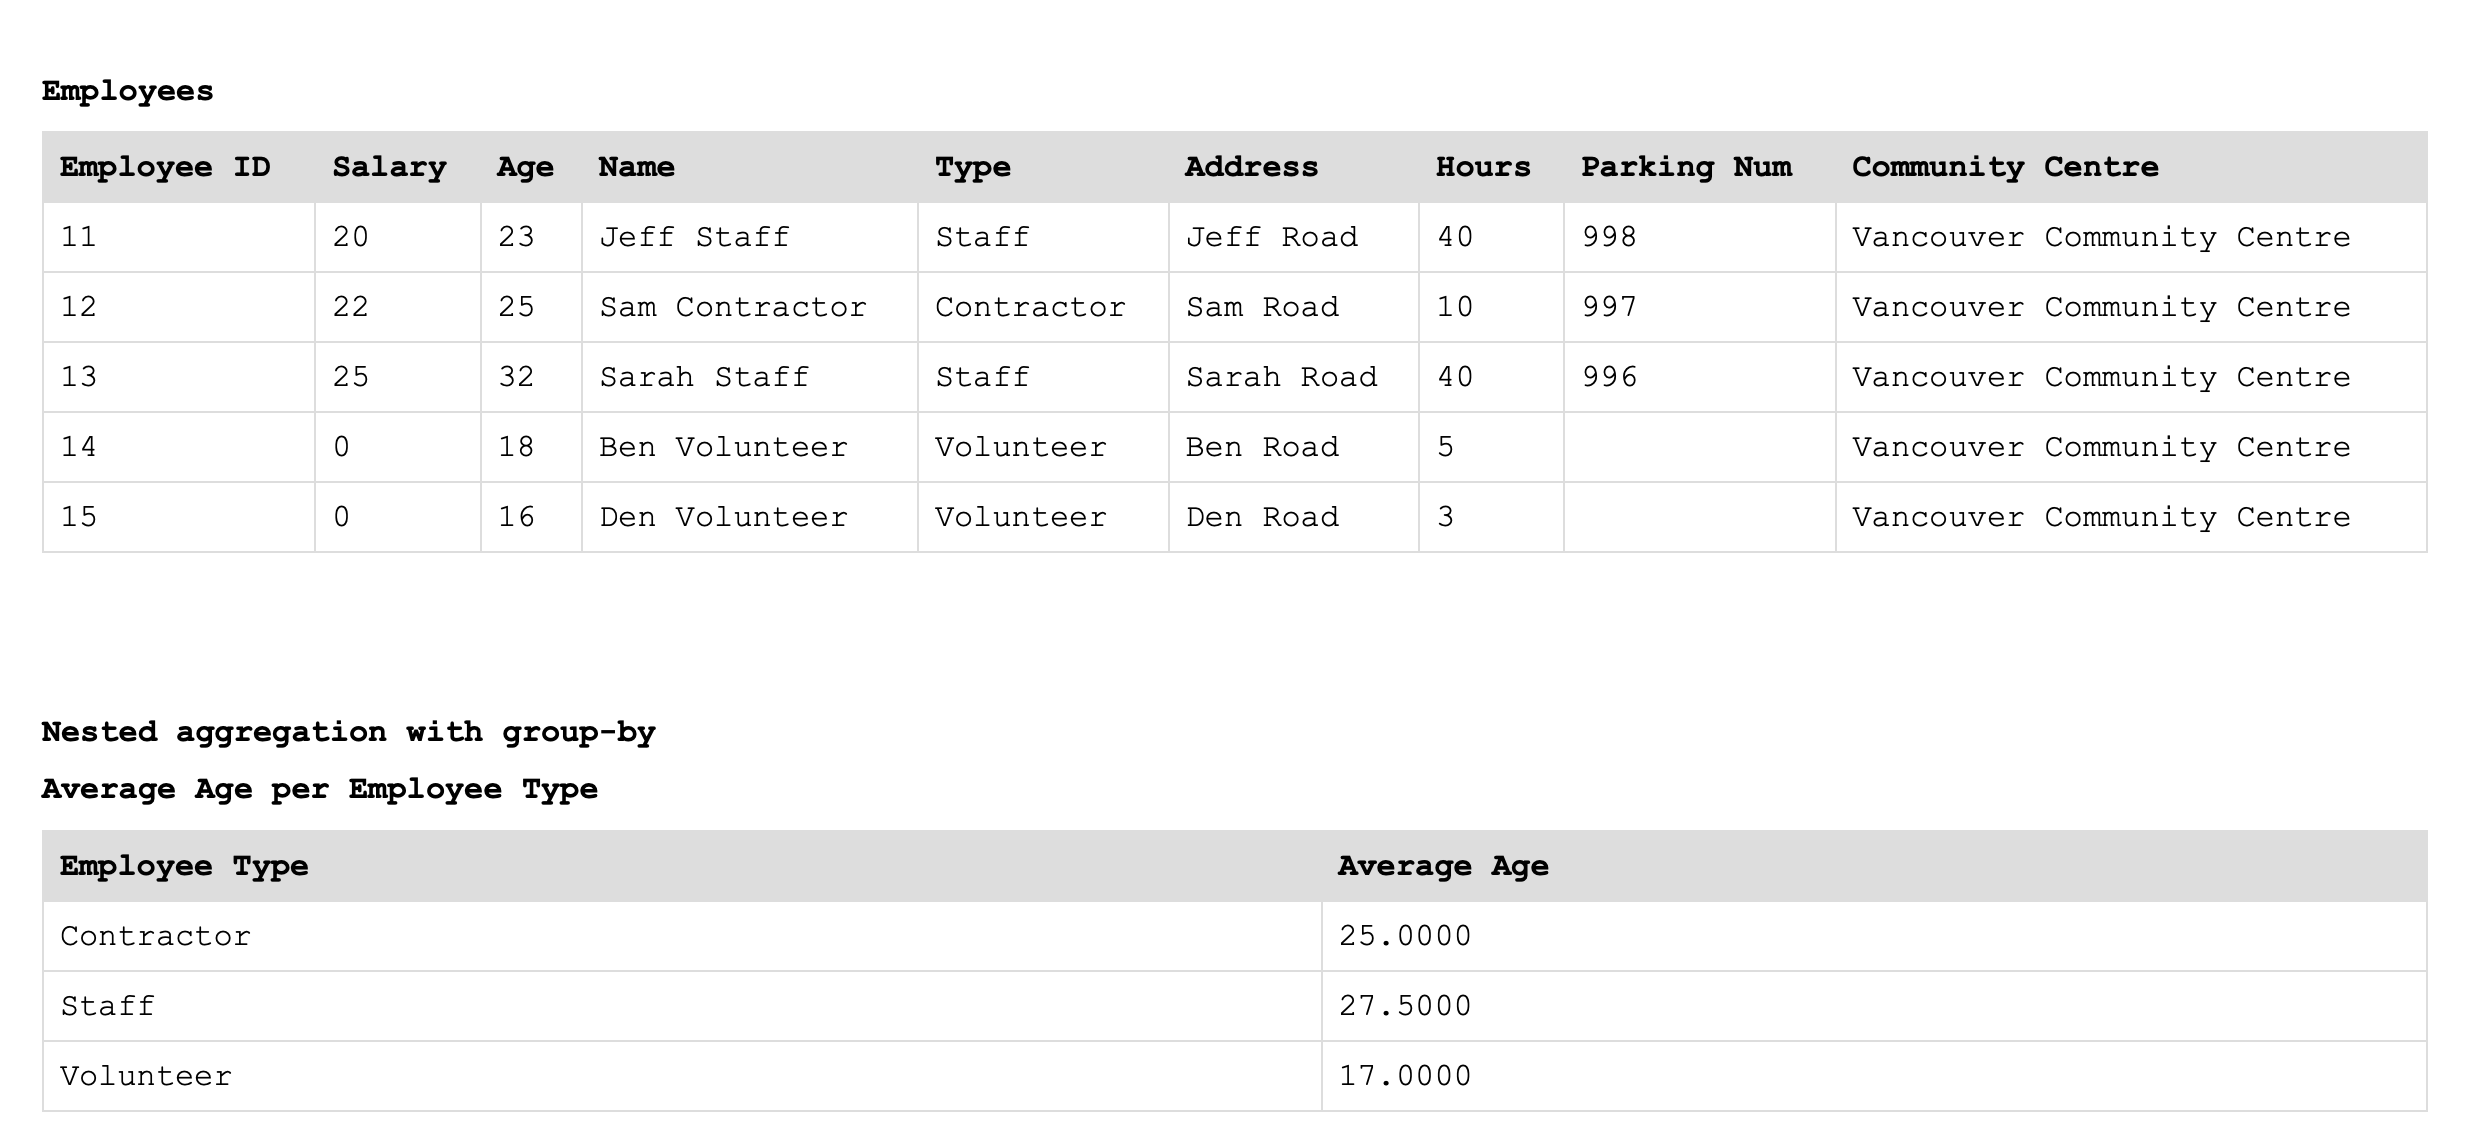 Employees
Employee ID Salary Age Name Type Address Hours Parking Num Community Centre
11 20 23 Jeff Staff Staff Jeff Road 40 998 Vancouver Community Centre
12 22 25 Sam Contractor Contractor Sam Road 10 997 Vancouver Community Centre
13 25 32 Sarah Staff Staff Sarah Road 40 996 Vancouver Community Centre
14 0 18 Ben Volunteer Volunteer Ben Road 5 Vancouver Community Centre
15 0 16 Den Volunteer Volunteer Den Road 3 Vancouver Community Centre
Nested aggregation with group-by
Average Age per Employee Type
Employee Type Average Age
Contractor 25.0000
Staff 27.5000
Volunteer 17.0000